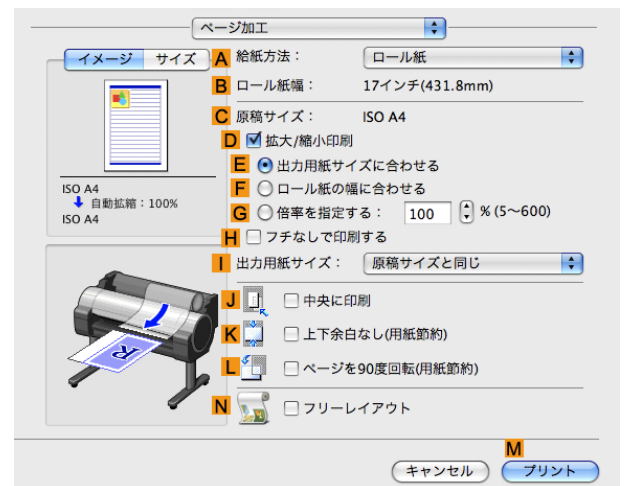 ページ加工
イメージ サイズ
A 給紙方法： ロール紙
B ロール紙幅： 17インチ(431.8mm)
C 原稿サイズ： ISO A4
D 拡大/縮小印刷
E 出力用紙サイズに合わせる
F ロール紙の幅に合わせる
G 倍率を指定する： 100 % (5～600)
H フチなしで印刷する
ISO A4
自動拡縮：100%
ISO A4
I 出力用紙サイズ： 原稿サイズと同じ
J 中央に印刷
K 上下余白なし(用紙節約)
L ページを90度回転(用紙節約)
N フリーレイアウト
R
M
キャンセル プリント